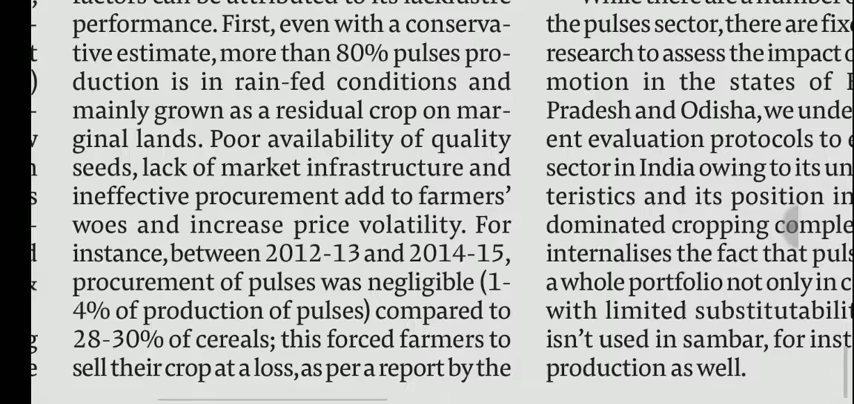 performance. First, even with a conserva-
tive estimate, more than 80% pulses pro-
duction is in rain-fed conditions and
mainly grown as a residual crop on mar-
ginal lands. Poor availability of quality
seeds, lack of market infrastructure and
ineffective procurement add to farmers’
woes and increase price volatility. For
instance, between 2012-13 and 2014-15,
procurement of pulses was negligible (1-
4% of production of pulses) compared to
28-30% of cereals; this forced farmers to
sell their crop at a loss, as per a report by the
the pulses sector, there are
research to assess the impact
motion in the states of
Pradesh and Odisha, we
ent evaluation protocols to
sector in India owing to its
teristics and its position in
dominated cropping
internalises the fact that
a whole portfolio not only in
with limited
isn’t used in sambar, for
production as well.